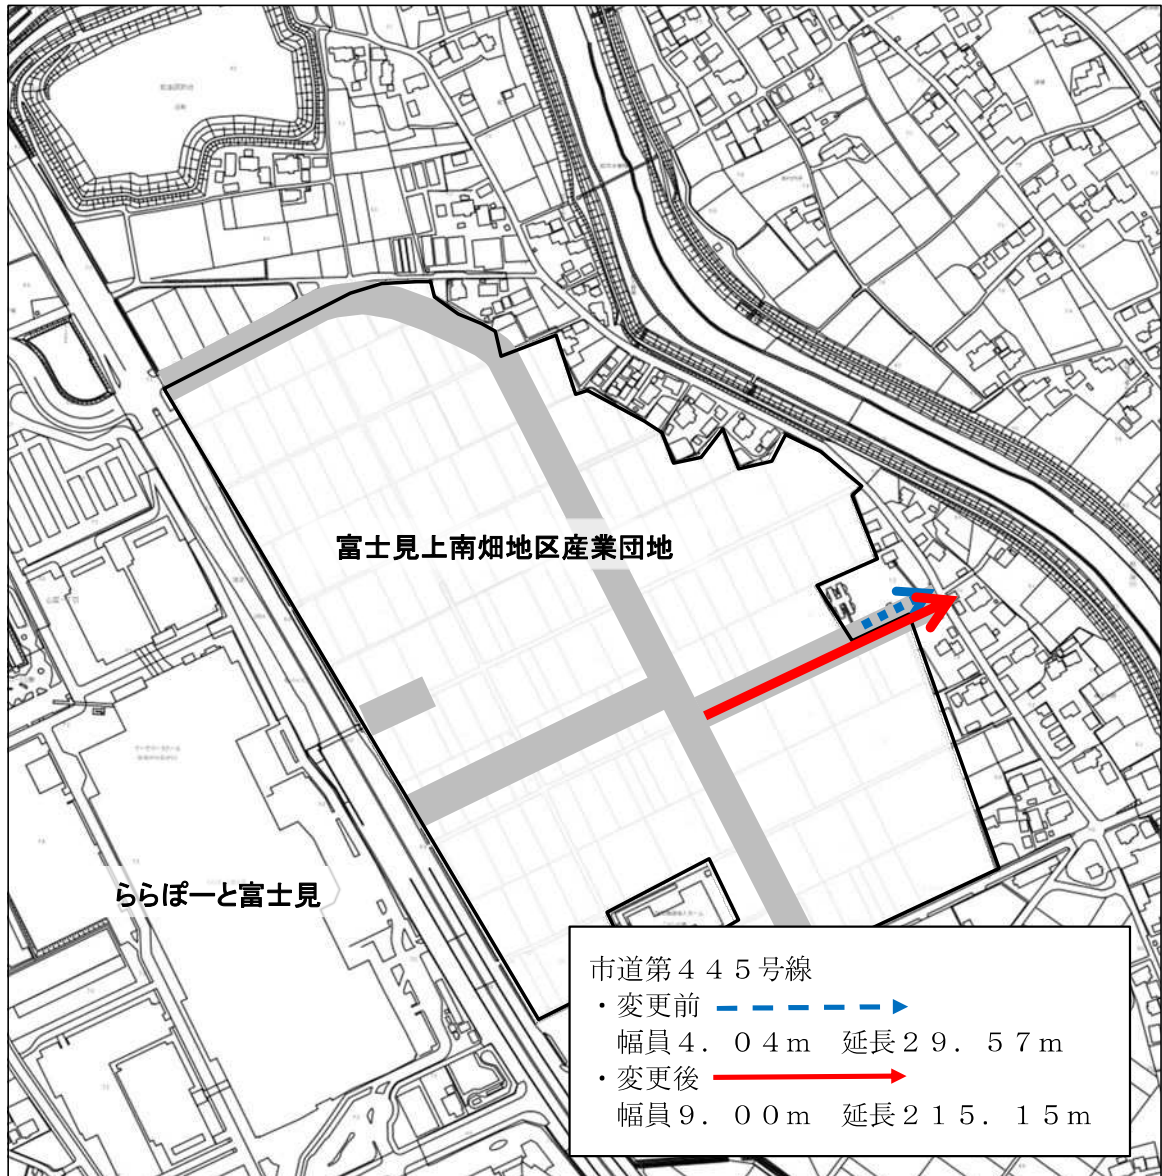 富士見上南畑地区産業団地
ららぽーと富士見
市道第４４５号線
・変更前
幅員４．０４ｍ　延長２９．５７ｍ
・変更後
幅員９．００ｍ　延長２１５．１５ｍ